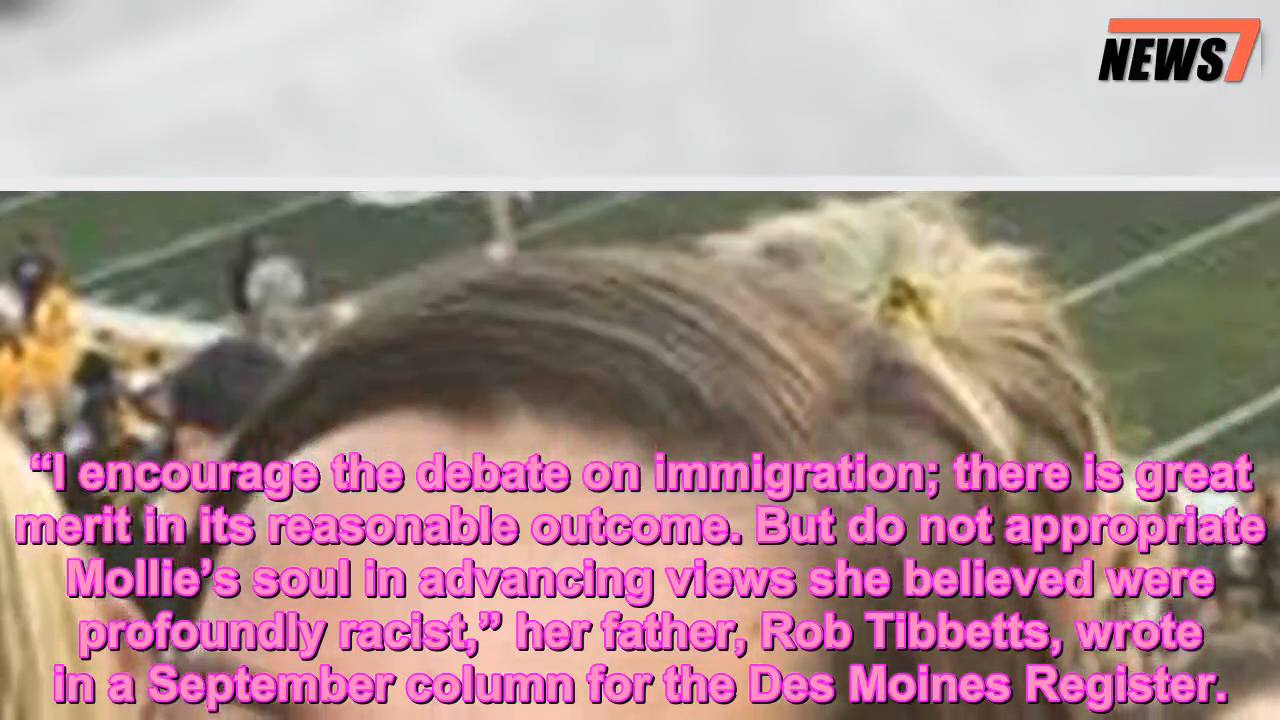 NEWS7
“I encourage the debate on immigration; there is great
merit in its reasonable outcome. But do not appropriate
Mollie’s soul in advancing views she believed were
profoundly racist,” her father, Rob Tibbetts, wrote
in a September column for the Des Moines Register.